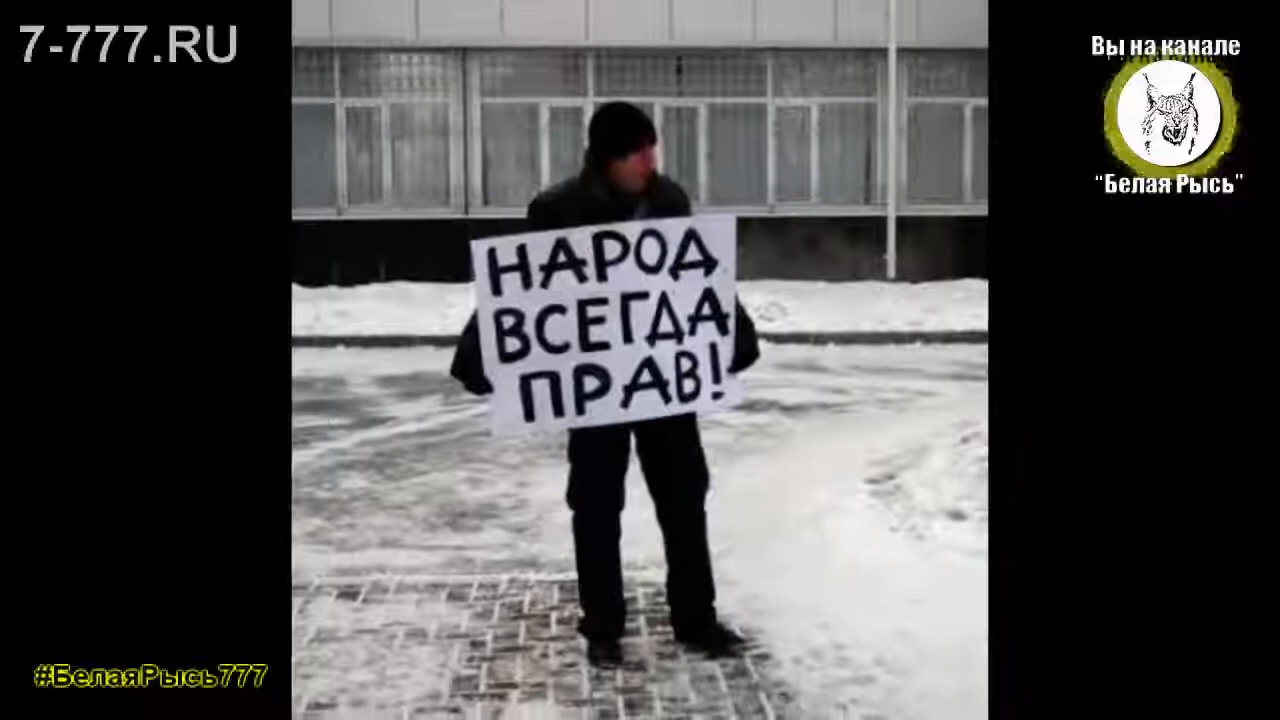 7-777.RU
Вы на канале
"Белая Рысь"
НАРОД
ВСЕГДА
ПРАВ!
#БелаяРысь777